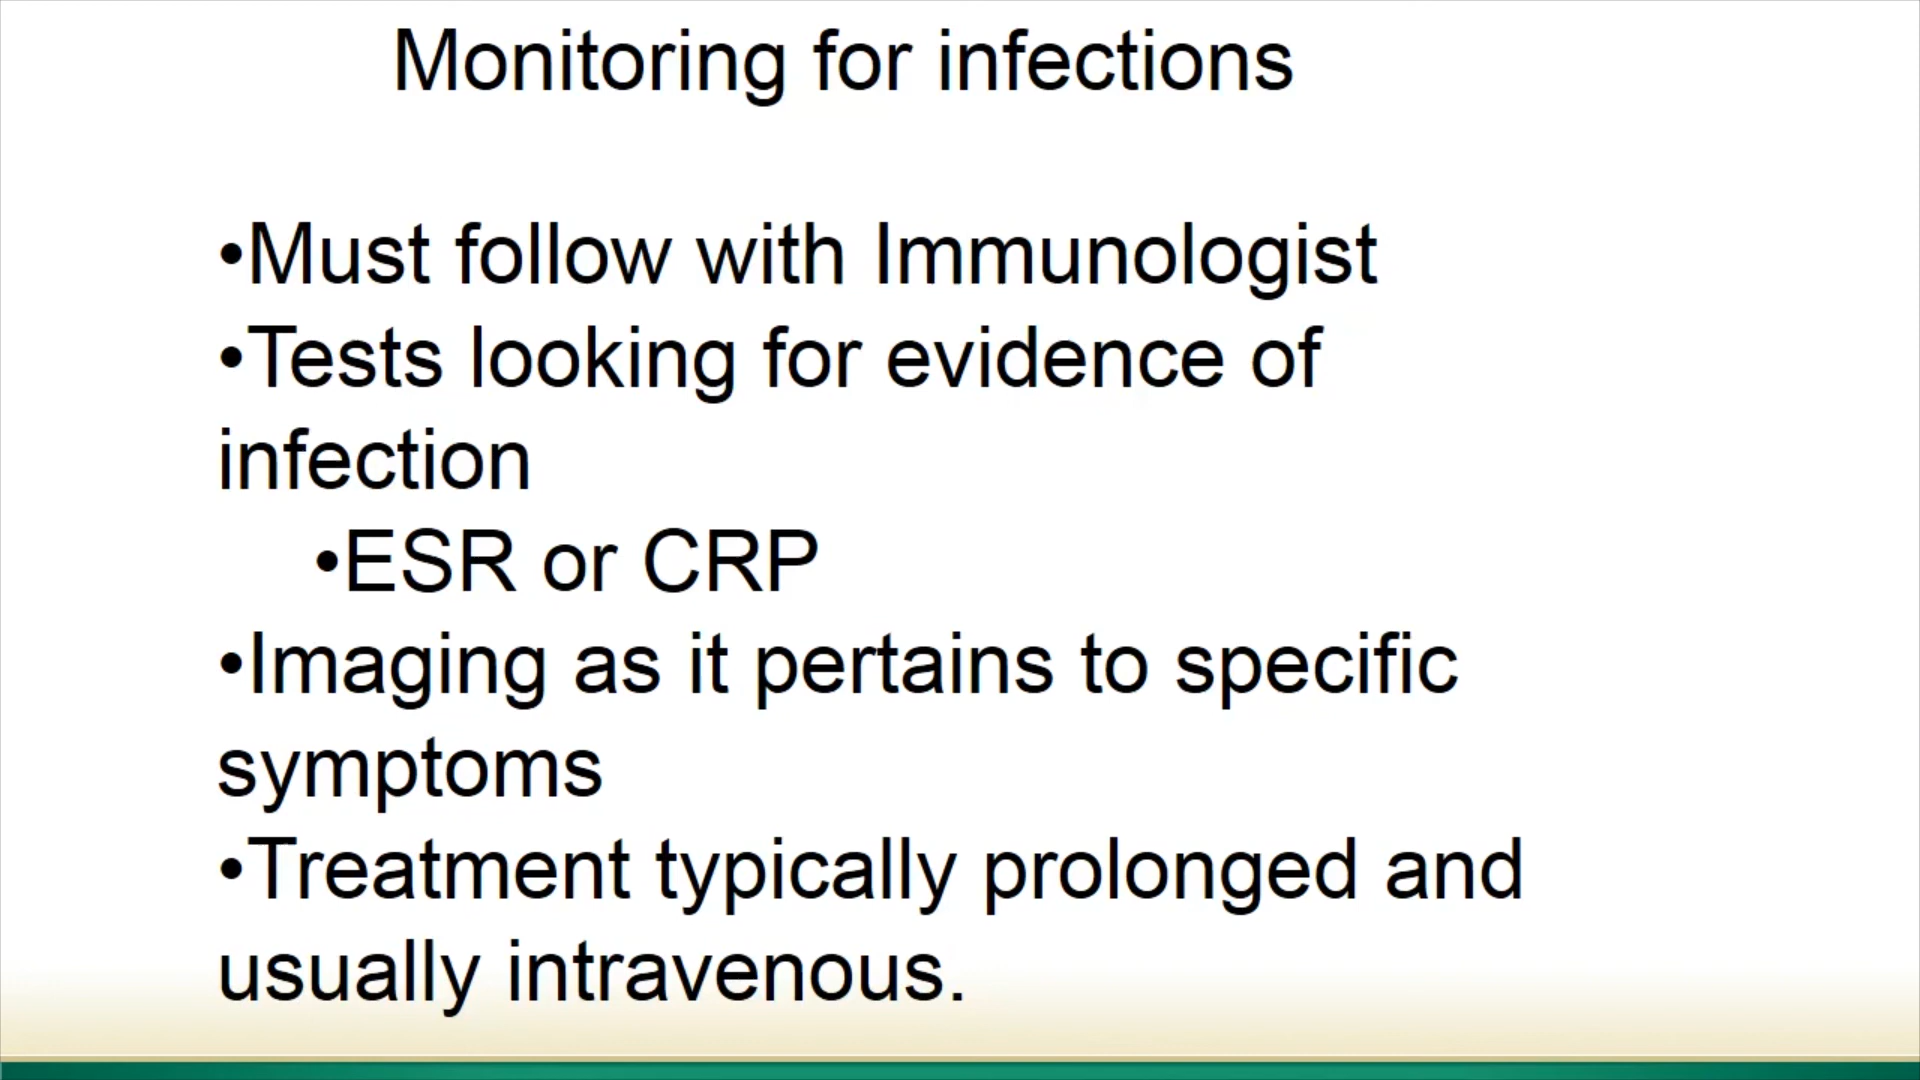 Monitoring for infections
•Must follow with Immunologist
•Tests looking for evidence of
infection
•ESR or CRP
•Imaging as it pertains to specific
symptoms
•Treatment typically prolonged and
usually intravenous.